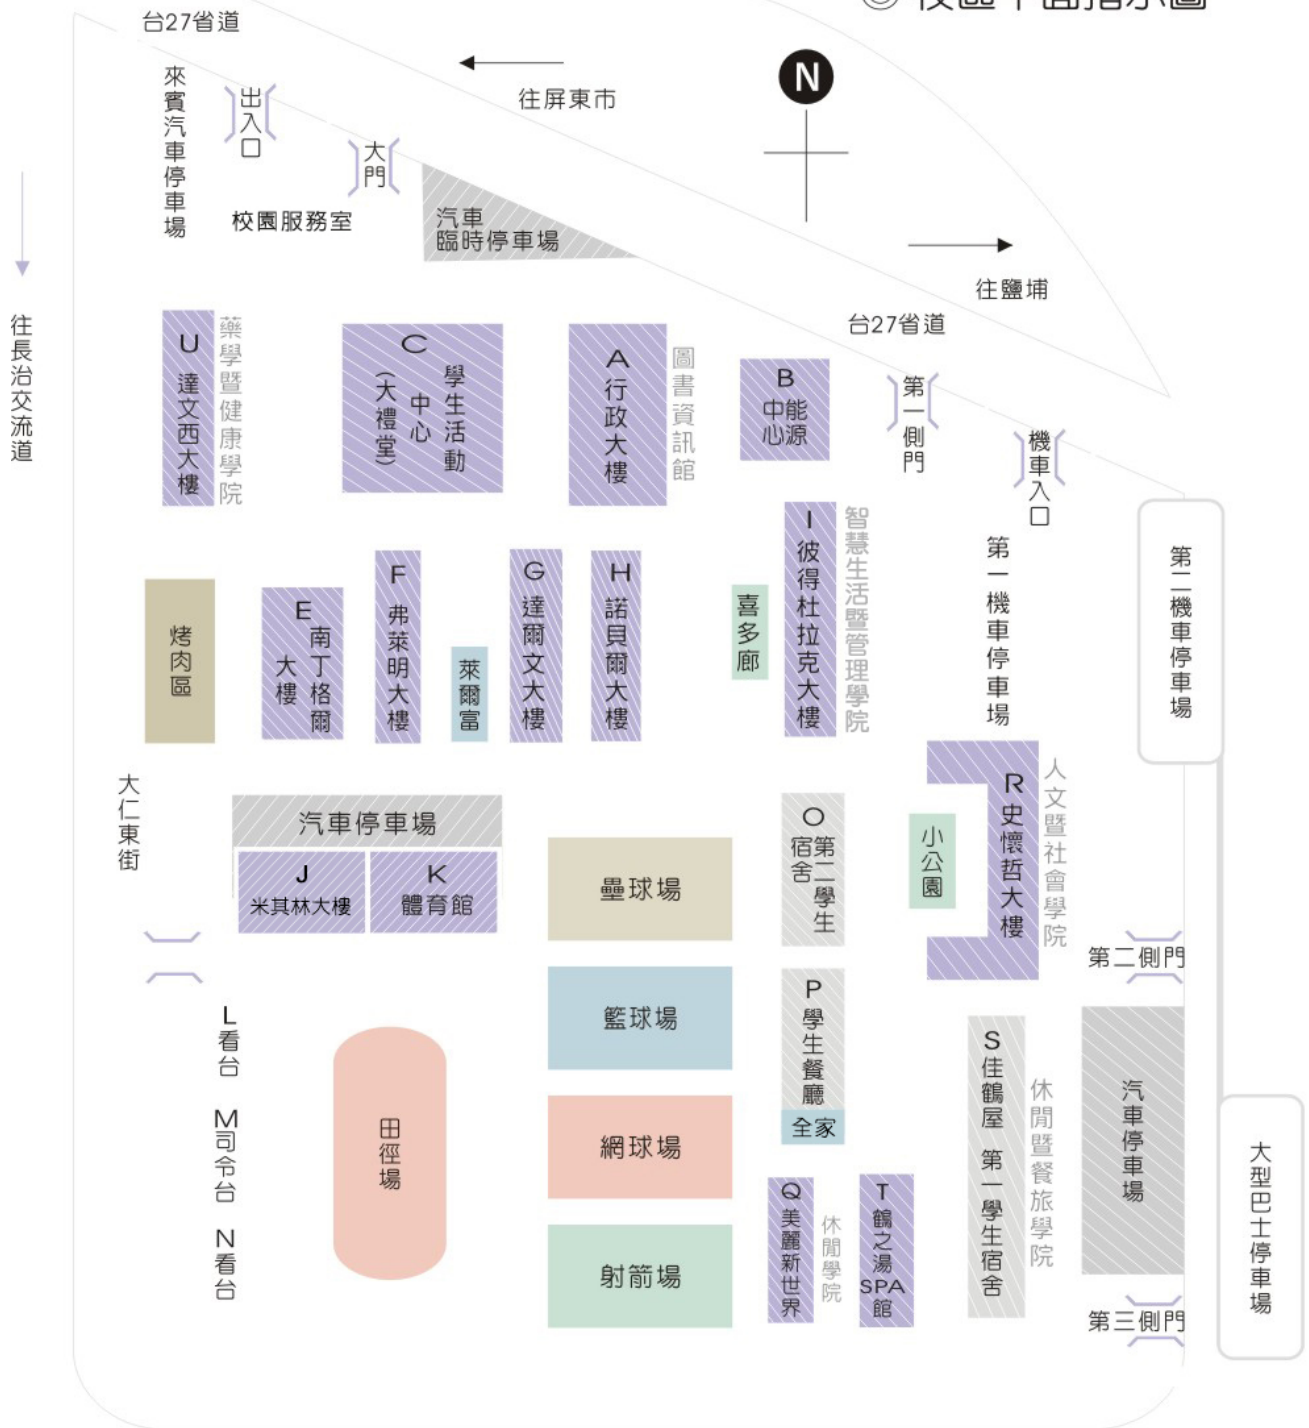 校區平面指示圖
台27省道
往屏東市
N
來賓汽車停車場
出入口
大門
校園服務室
汽車
臨時停車場
往鹽埔
台27省道
往長治交流道
U
達文西大樓
藥學暨健康學院
C
學生活動
中心
(大禮堂)
A
行政大樓
圖書資訊館
B
中能
心源
第一側門
機車入口
第一機車停車場
第二機車停車場
烤肉區
E
南丁格爾
大樓
F
弗萊明大樓
萊爾富
G
達爾文大樓
H
諾貝爾大樓
喜多廊
I
彼得杜拉克大樓
智慧生活暨管理學院
大仁東街
汽車停車場
J
米其林大樓
K
體育館
壘球場
O
第二學生
宿舍
小公園
R
史懷哲大樓
人文暨社會學院
第二側門
L
看台
M
司令台
N
看台
田徑場
籃球場
網球場
射箭場
P
學生餐廳
全家
Q
美麗新世界
休閒學院
T
鶴之湯
SPA
館
S
佳鶴屋 第一學生宿舍
休閒暨餐旅學院
汽車停車場
第三側門
大型巴士停車場